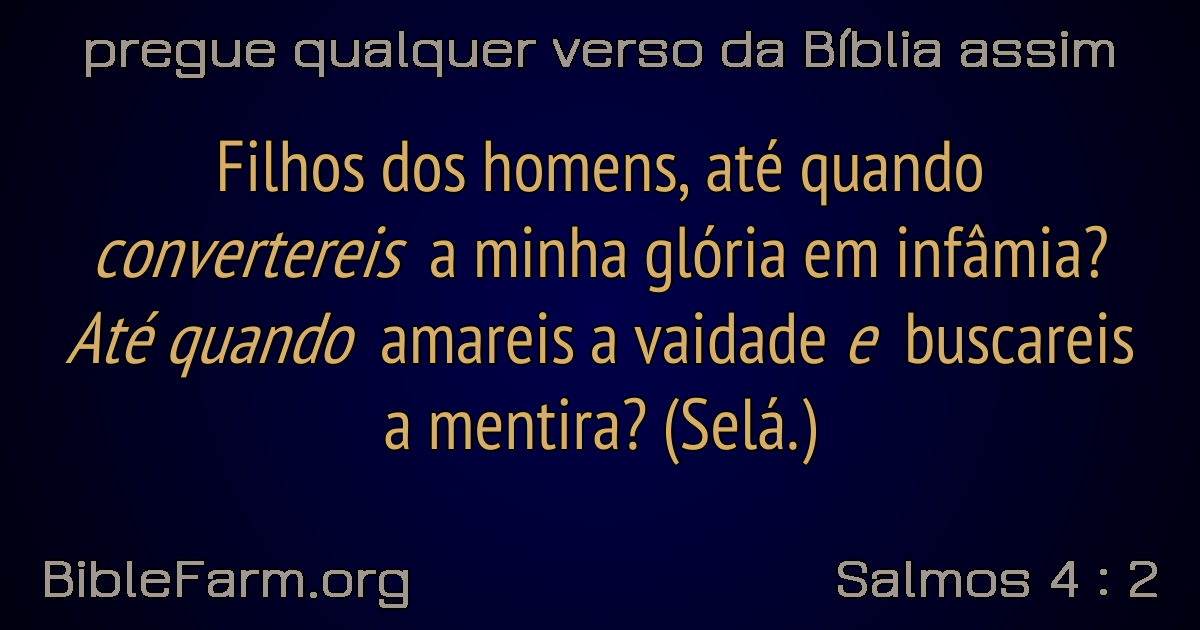 pregue qualquer verso da Bíblia assim
Filhos dos homens, até quando
convertereis a minha glória em infâmia?
Até quando amareis a vaidade e buscareis
a mentira? (Selá.)
BibleFarm.org
Salmos 4 : 2